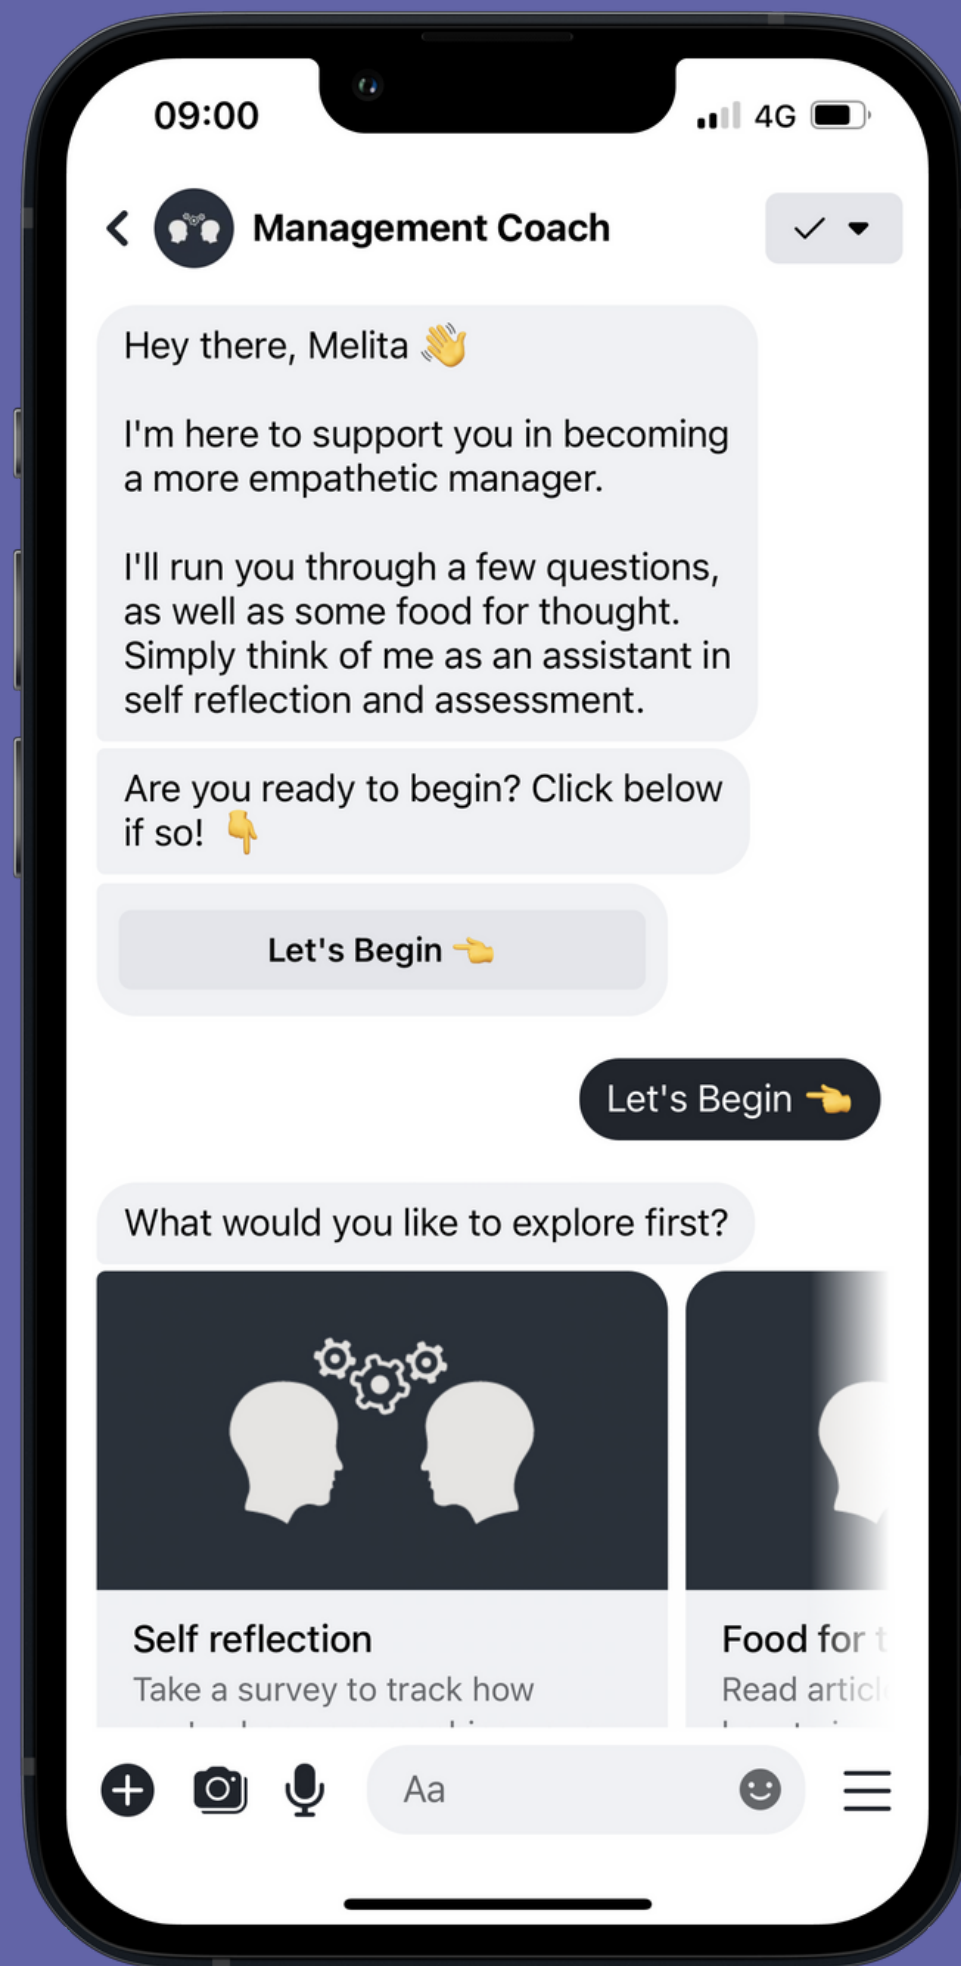 09:00
4G
Management Coach
Hey there, Melita 👋
I'm here to support you in becoming
a more empathetic manager.
I'll run you through a few questions,
as well as some food for thought.
Simply think of me as an assistant in
self reflection and assessment.
Are you ready to begin? Click below
if so! 👇
Let's Begin 👈
Let's Begin 👈
What would you like to explore first?
Self reflection
Take a survey to track how
Food for
Read
Aa